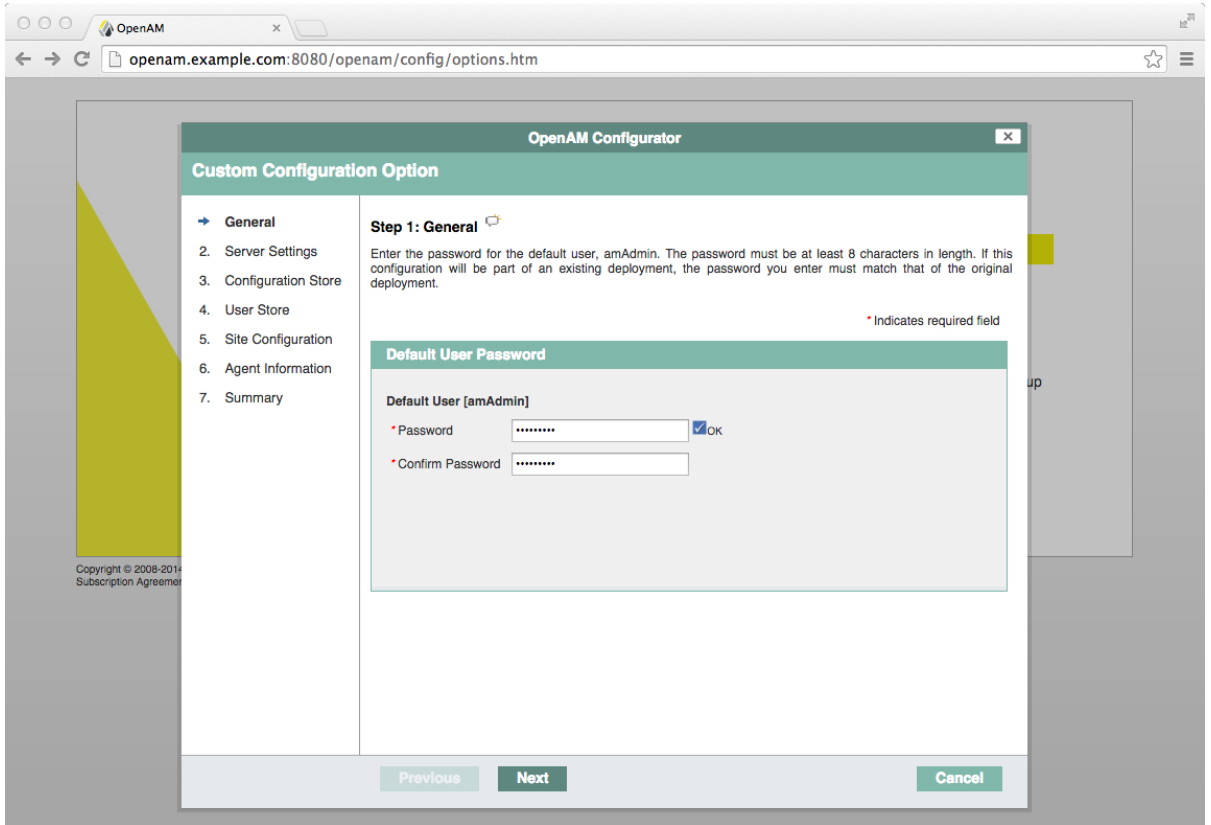 OpenAM
openam.example.com:8080/openam/config/options.htm
OpenAM Configurator
Custom Configuration Option
General
2. Server Settings
3. Configuration Store
4. User Store
5. Site Configuration
6. Agent Information
7. Summary
Step 1: General
Enter the password for the default user, amAdmin. The password must be at least 8 characters in length. If this
configuration will be part of an existing deployment, the password you enter must match that of the original
deployment.
* Indicates required field
Default User Password
Default User [amAdmin]
* Password ••••••••• OK
* Confirm Password •••••••••
up
Copyright © 2008-2014
Subscription Agreemen
Previous Next Cancel